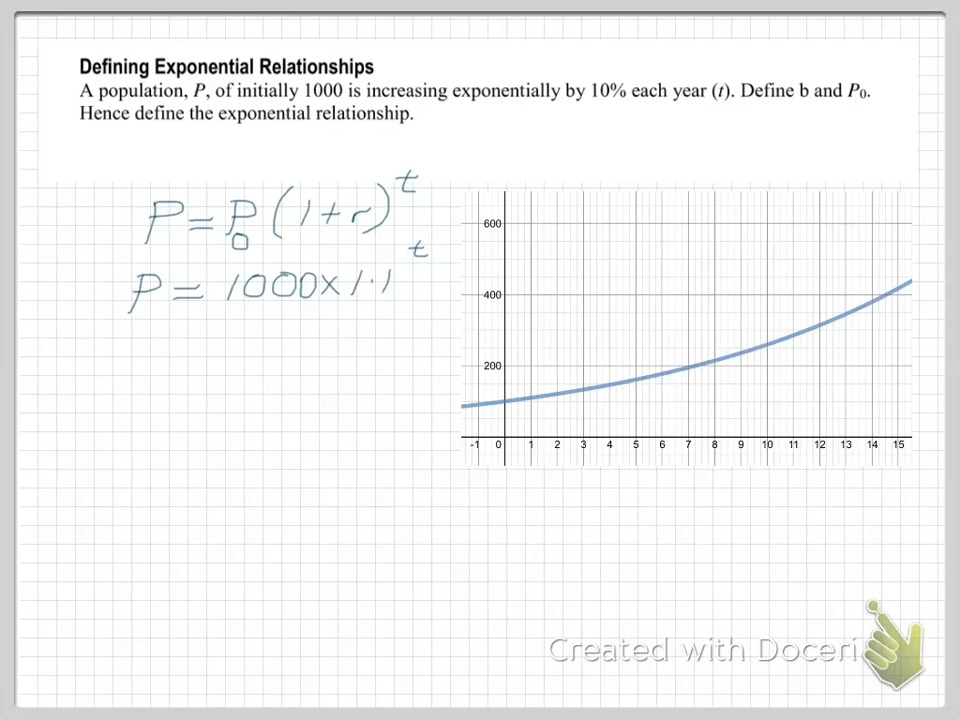 Defining Exponential Relationships
A population, P, of initially 1000 is increasing exponentially by 10% each year (t). Define b and P₀.
Hence define the exponential relationship.
P = P₀ (1 + r)ᵗ
P = 1000 × 1·1ᵗ
600
400
200
-1 0 1 2 3 4 5 6 7 8 9 10 11 12 13 14 15
Created with Doceri